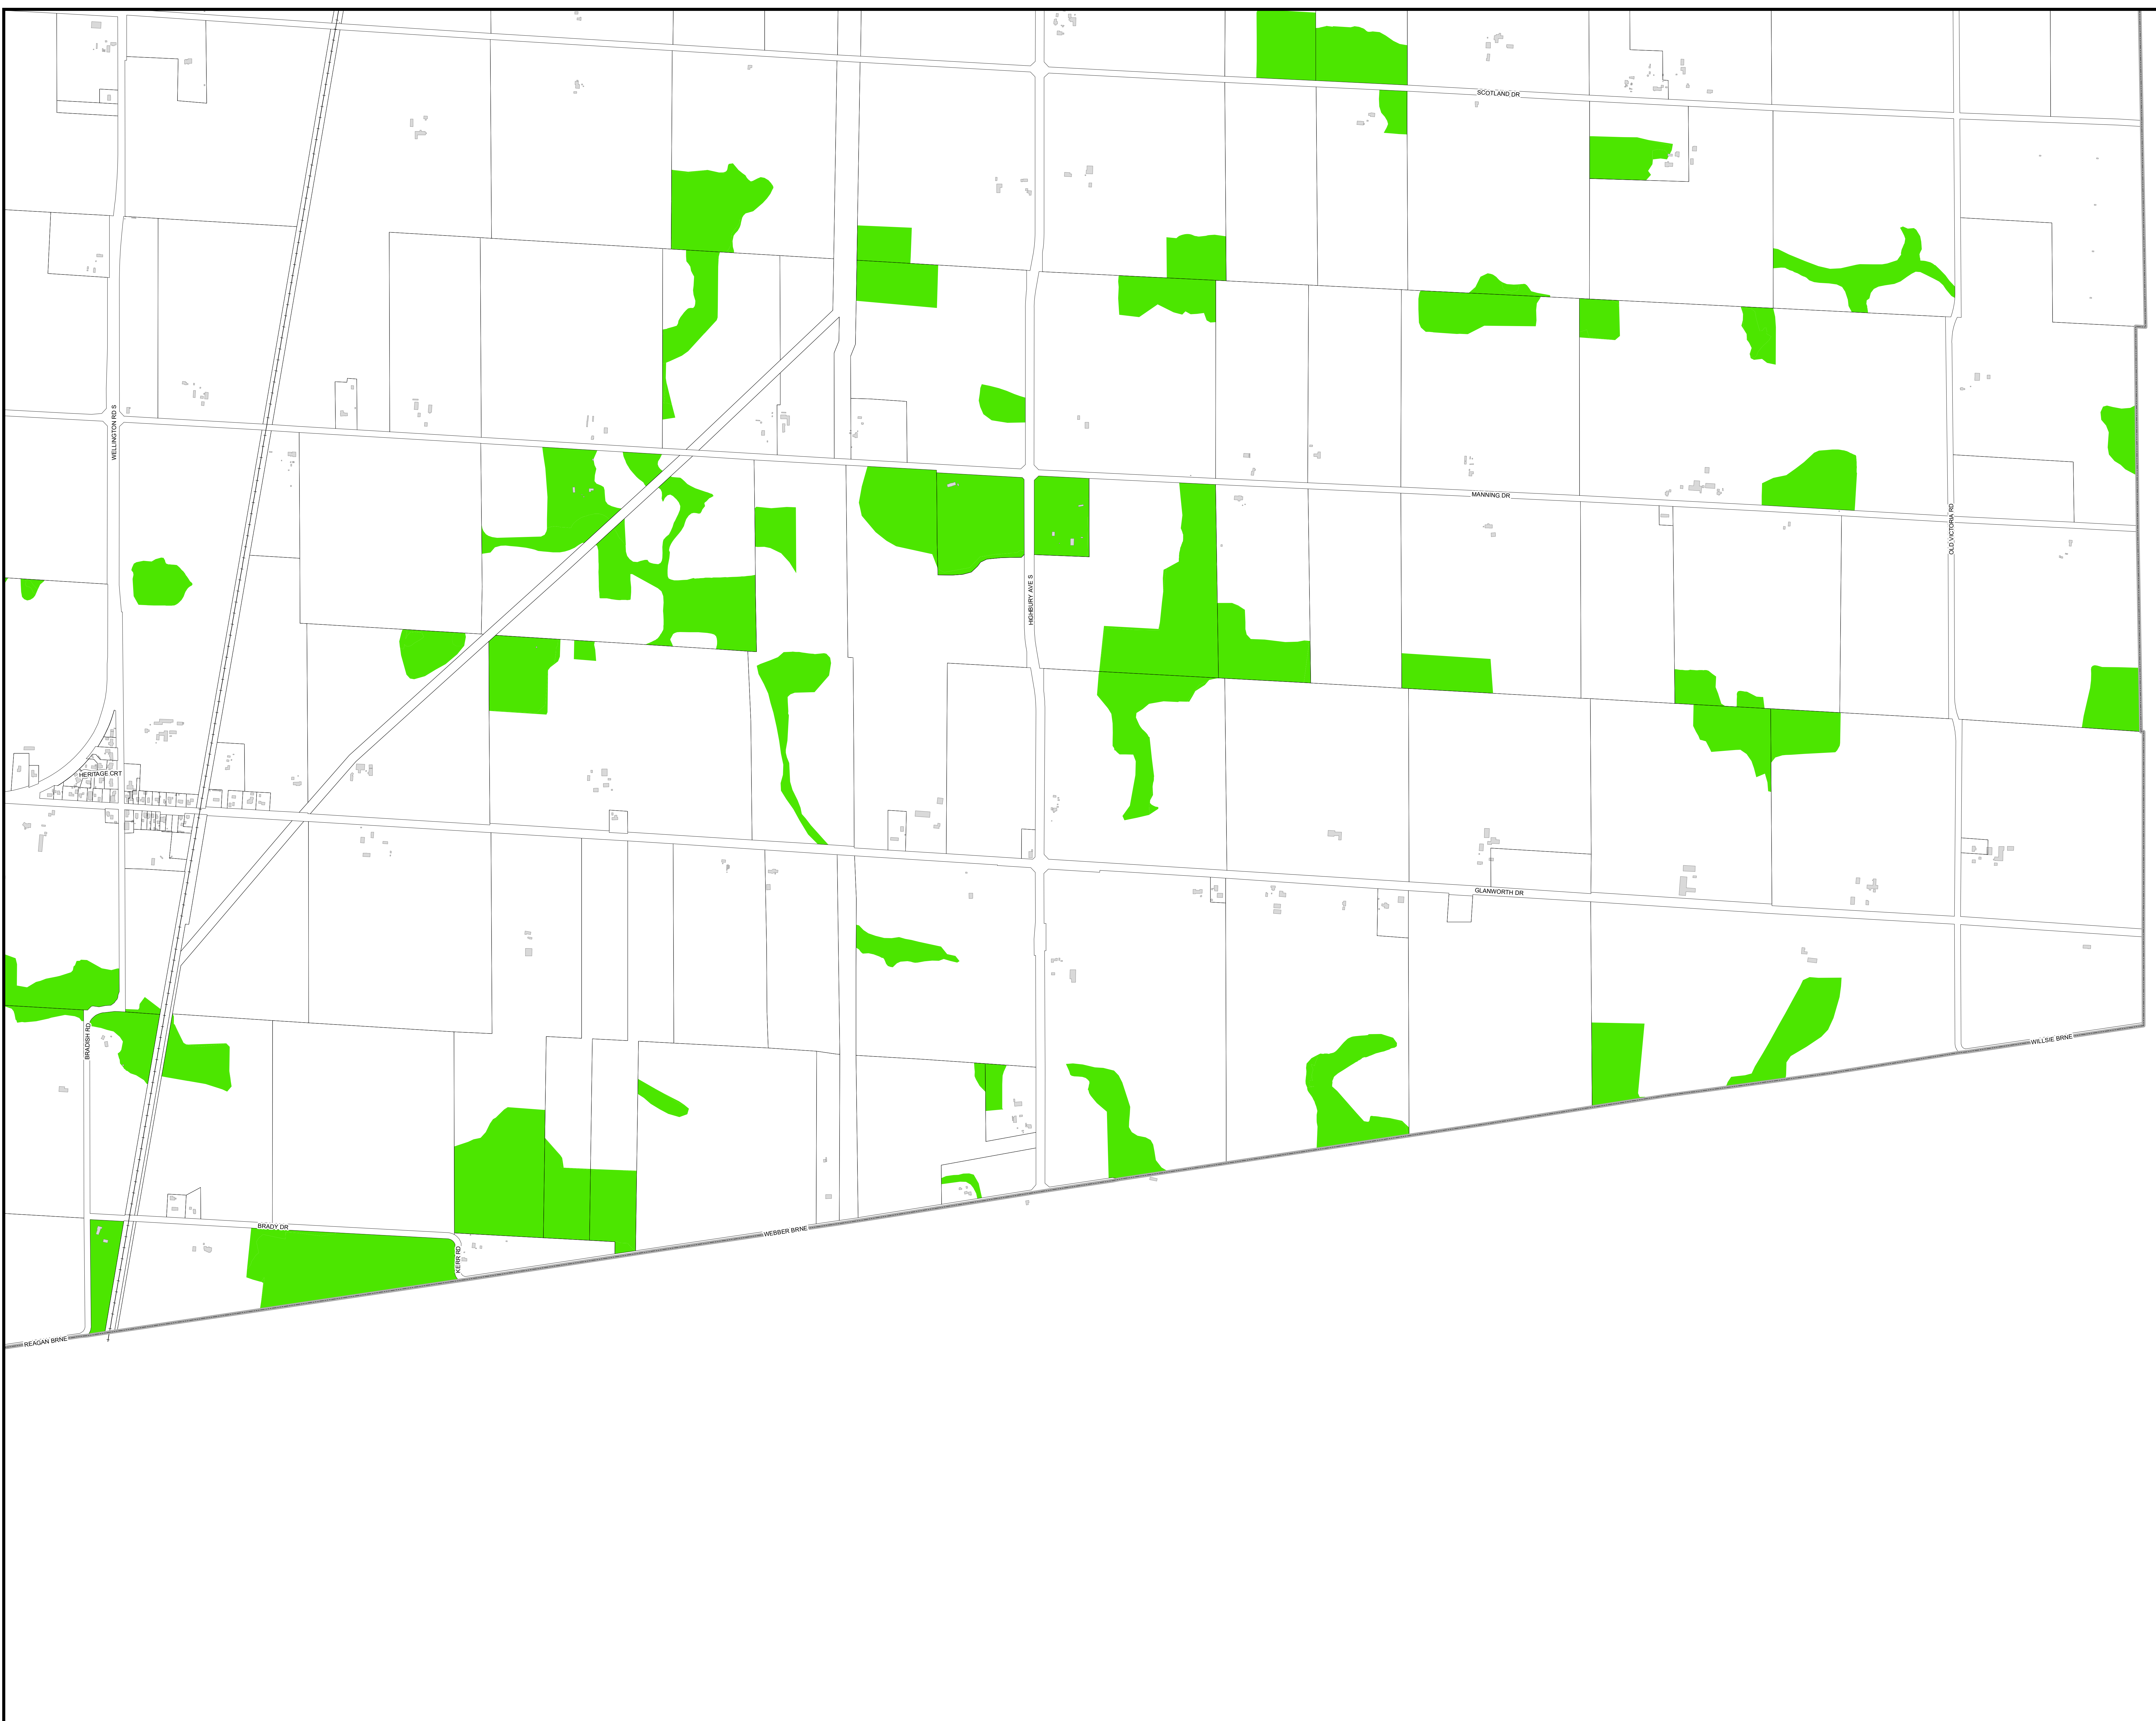 SCOTLAND DR
WELLINGTON RD S
MANNING DR
OLD VICTORIA RD
HIGHBURY AVE S
HERITAGE CRT
GLANWORTH DR
BRADISH RD
WILLSIE BRNE
BRADY DR
WEBBER BRNE
KERR RD
REAGAN BRNE